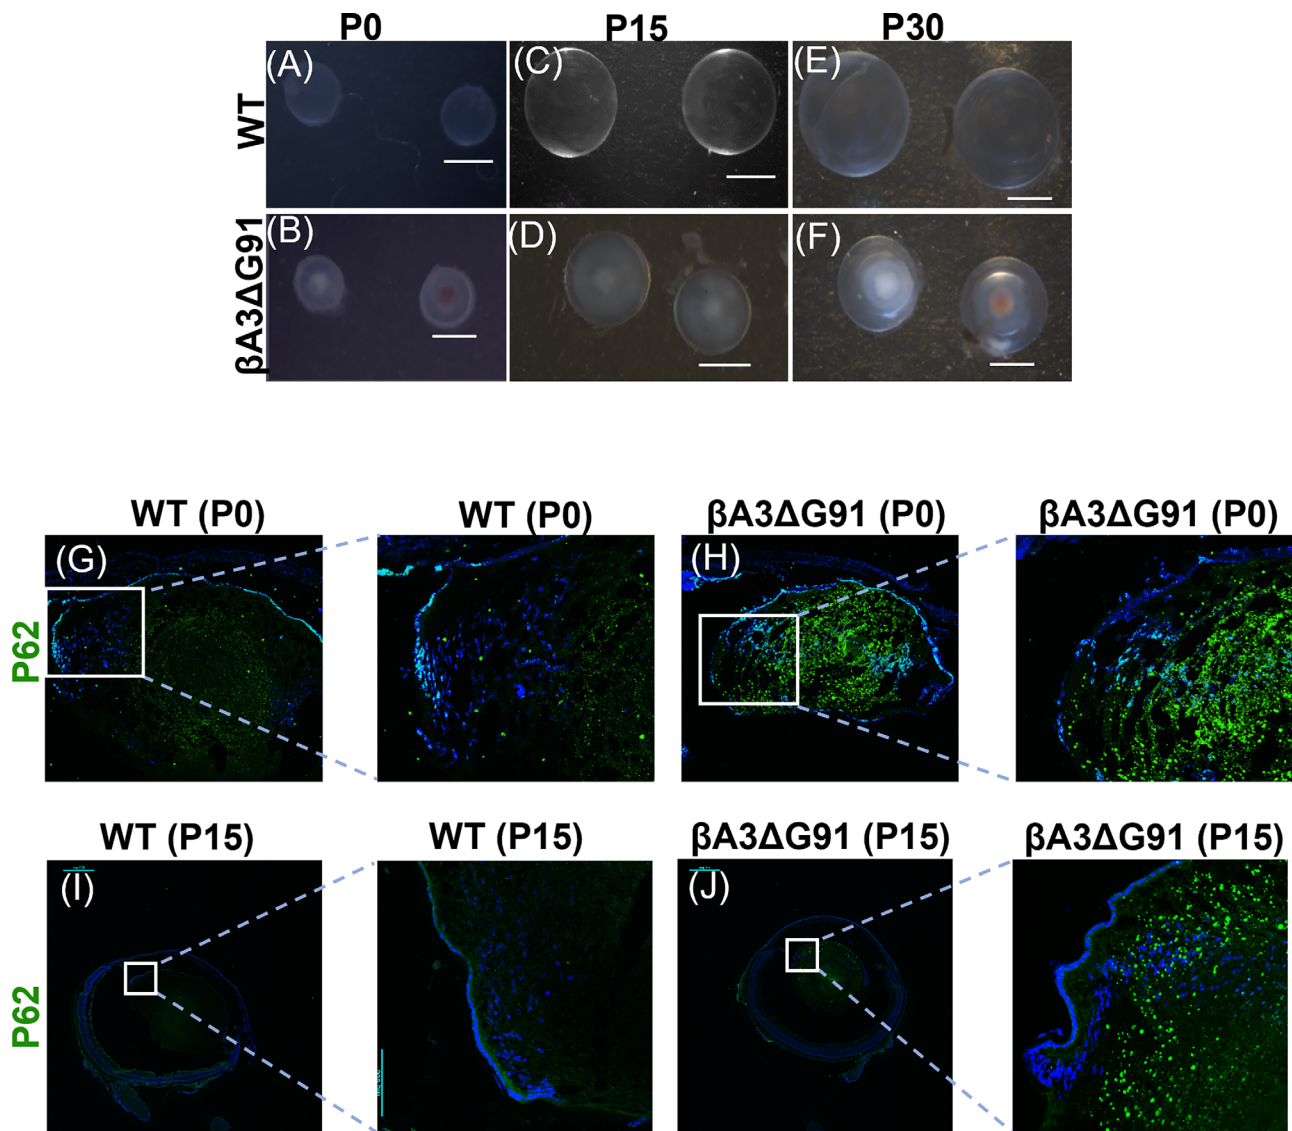 P0 P15 P30
WT
(A) (C) (E)
βA3ΔG91
(B) (D) (F)
WT (P0) WT (P0) βA3ΔG91 (P0) βA3ΔG91 (P0)
P62
(G) (H)
WT (P15) WT (P15) βA3ΔG91 (P15) βA3ΔG91 (P15)
P62
(I) (J)